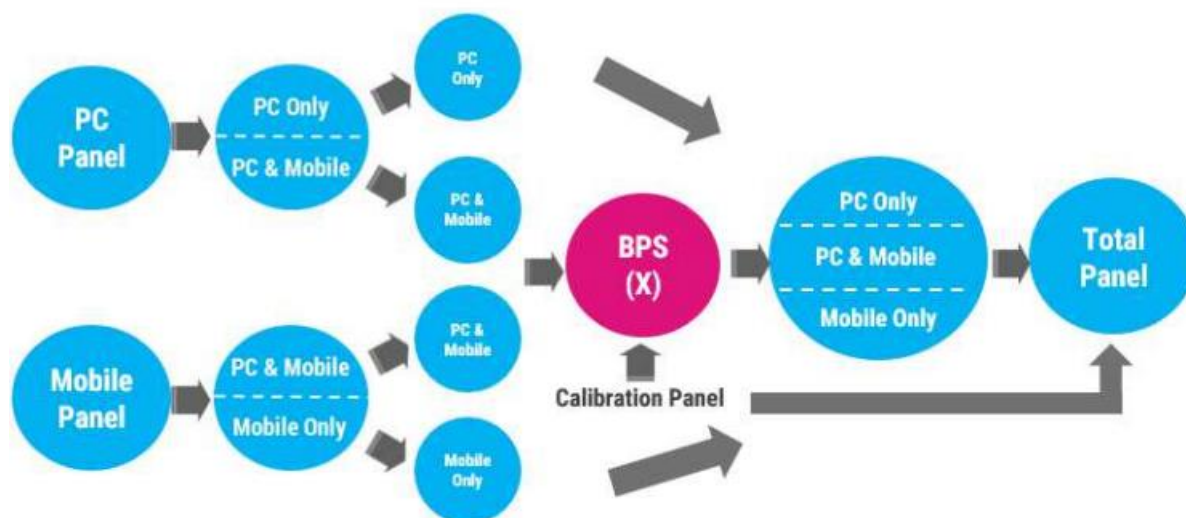 PC
Panel
PC Only
PC & Mobile
PC
Only
PC &
Mobile
Mobile
Panel
PC & Mobile
Mobile Only
PC &
Mobile
Mobile
Only
BPS
(X)
Calibration Panel
PC Only
PC & Mobile
Mobile Only
Total
Panel